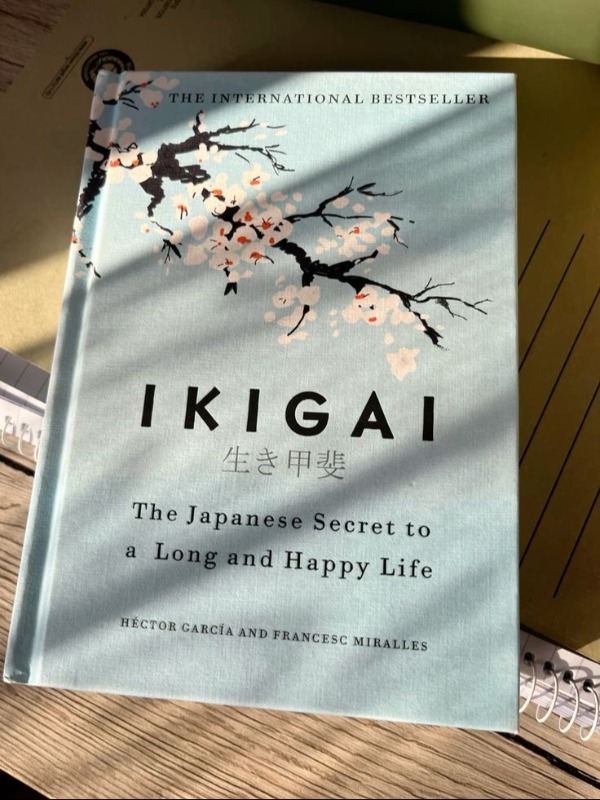 THE INTERNATIONAL BESTSELLER
IKIGAI
生き甲斐
The Japanese Secret to
a Long and Happy Life
HÉCTOR GARCÍA AND FRANCESC MIRALLES